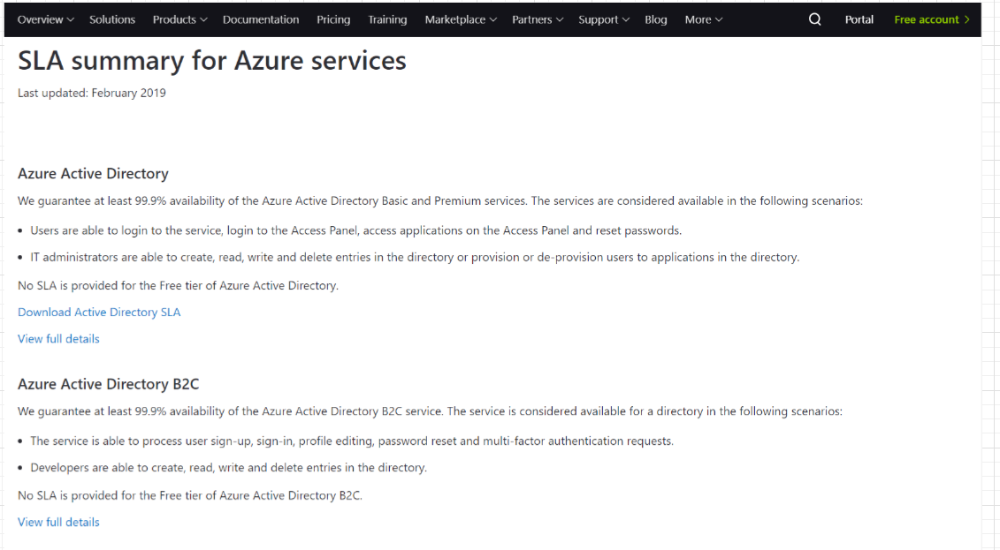 Overview Solutions Products Documentation Pricing Training Marketplace Partners Support Blog More Portal Free account
SLA summary for Azure services
Last updated: February 2019
Azure Active Directory
We guarantee at least 99.9% availability of the Azure Active Directory Basic and Premium services. The services are considered available in the following scenarios:
• Users are able to login to the service, login to the Access Panel, access applications on the Access Panel and reset passwords.
• IT administrators are able to create, read, write and delete entries in the directory or provision or de-provision users to applications in the directory.
No SLA is provided for the Free tier of Azure Active Directory.
Download Active Directory SLA
View full details
Azure Active Directory B2C
We guarantee at least 99.9% availability of the Azure Active Directory B2C service. The service is considered available for a directory in the following scenarios:
• The service is able to process user sign-up, sign-in, profile editing, password reset and multi-factor authentication requests.
• Developers are able to create, read, write and delete entries in the directory.
No SLA is provided for the Free tier of Azure Active Directory B2C.
View full details